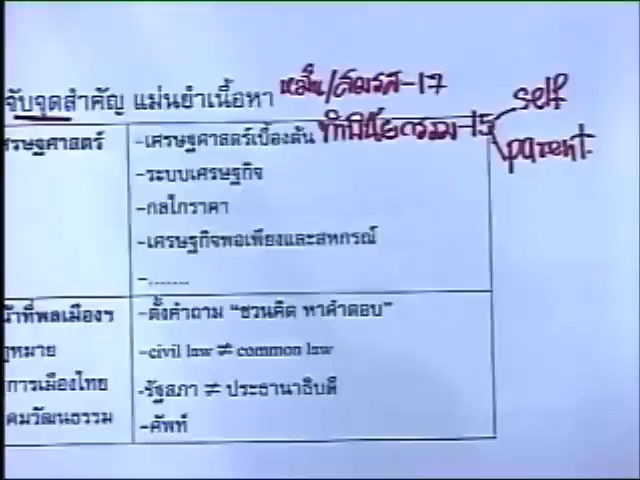 จับจุดสำคัญ แม่นยำเนื้อหา หมั้น/สมรส-17
ทำพินัยกรรม-15
self
parent
ศรษฐศาสตร์
-เศรษฐศาสตร์เบื้องต้น
-ระบบเศรษฐกิจ
-กลไกราคา
-เศรษฐกิจพอเพียงและสหกรณ์
-.......
น้าที่พลเมืองฯ
ฎหมาย
การเมืองไทย
คมวัฒนธรรม
-ตั้งคำถาม "ชวนคิด หาคำตอบ"
-civil law ≠ common law
-รัฐสภา ≠ ประธานาธิบดี
-ศัพท์